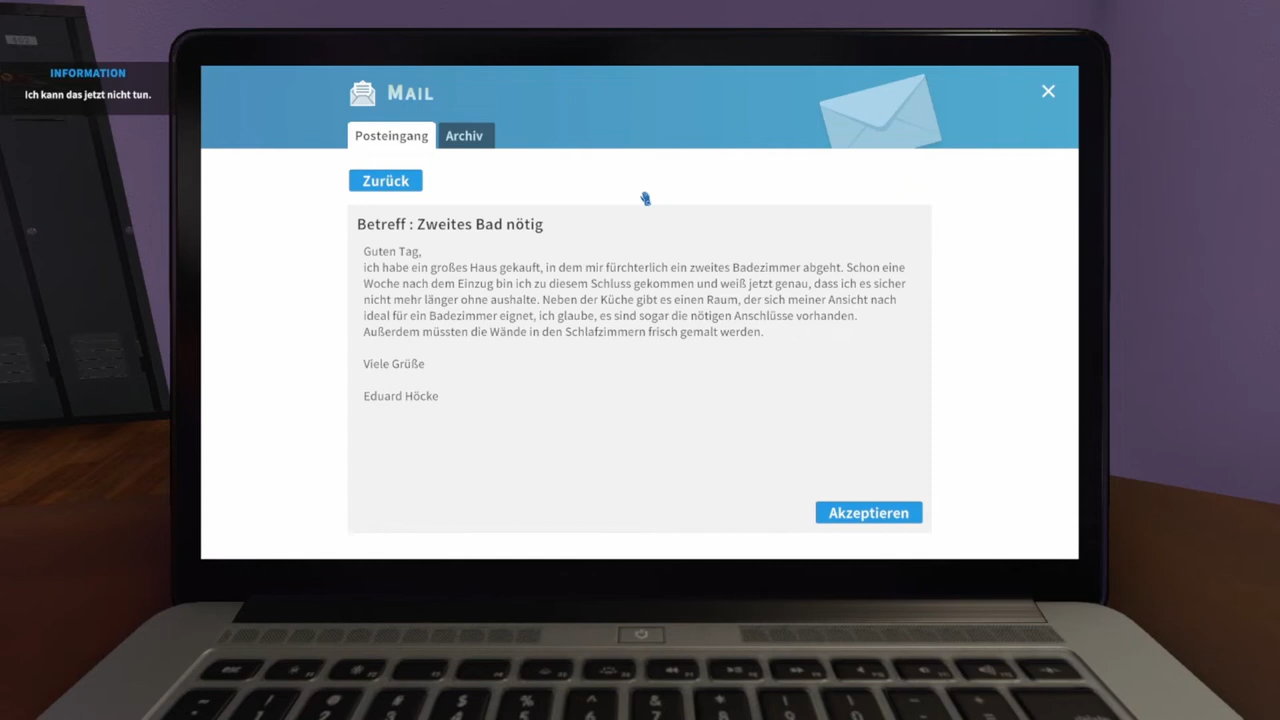 INFORMATION
Ich kann das jetzt nicht tun.
MAIL
Posteingang
Archiv
Zurück
Betreff : Zweites Bad nötig
Guten Tag,
ich habe ein großes Haus gekauft, in dem mir fürchterlich ein zweites Badezimmer abgeht. Schon eine
Woche nach dem Einzug bin ich zu diesem Schluss gekommen und weiß jetzt genau, dass ich es sicher
nicht mehr länger ohne aushalte. Neben der Küche gibt es einen Raum, der sich meiner Ansicht nach
ideal für ein Badezimmer eignet, ich glaube, es sind sogar die nötigen Anschlüsse vorhanden.
Außerdem müssten die Wände in den Schlafzimmern frisch gemalt werden.
Viele Grüße
Eduard Höcke
Akzeptieren